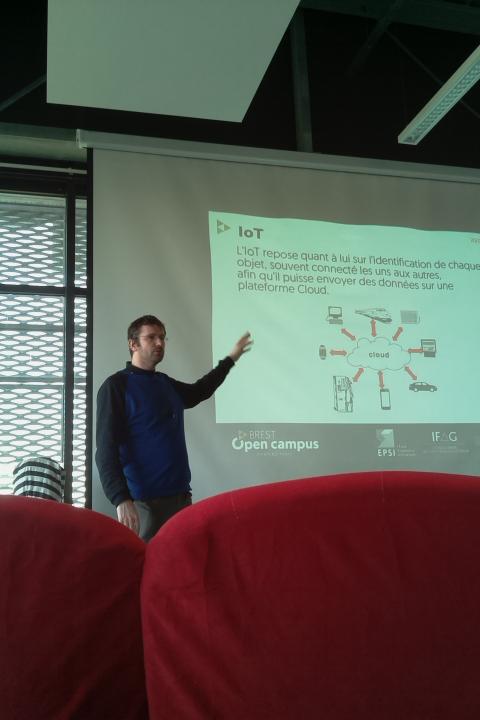 IoT
L'IoT repose quant à lui sur l'identification de chaque
objet, souvent connecté les uns aux autres,
afin qu'il puisse envoyer des données sur une
plateforme Cloud.
cloud
BREST
Open campus
EPSI
IFAG